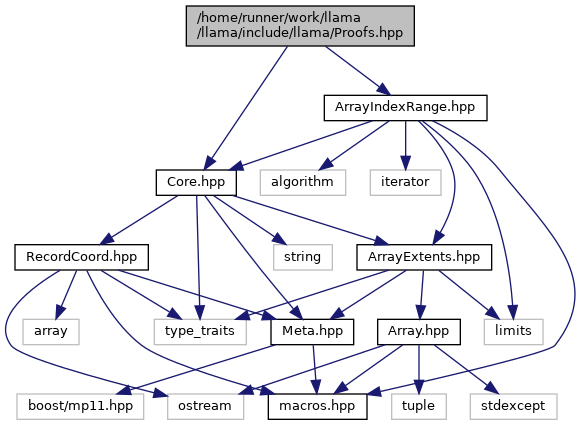 /home/runner/work/llama
/llama/include/llama/Proofs.hpp
ArrayIndexRange.hpp
Core.hpp
algorithm
iterator
RecordCoord.hpp
string
ArrayExtents.hpp
array
type_traits
Meta.hpp
Array.hpp
limits
boost/mp11.hpp
ostream
macros.hpp
tuple
stdexcept